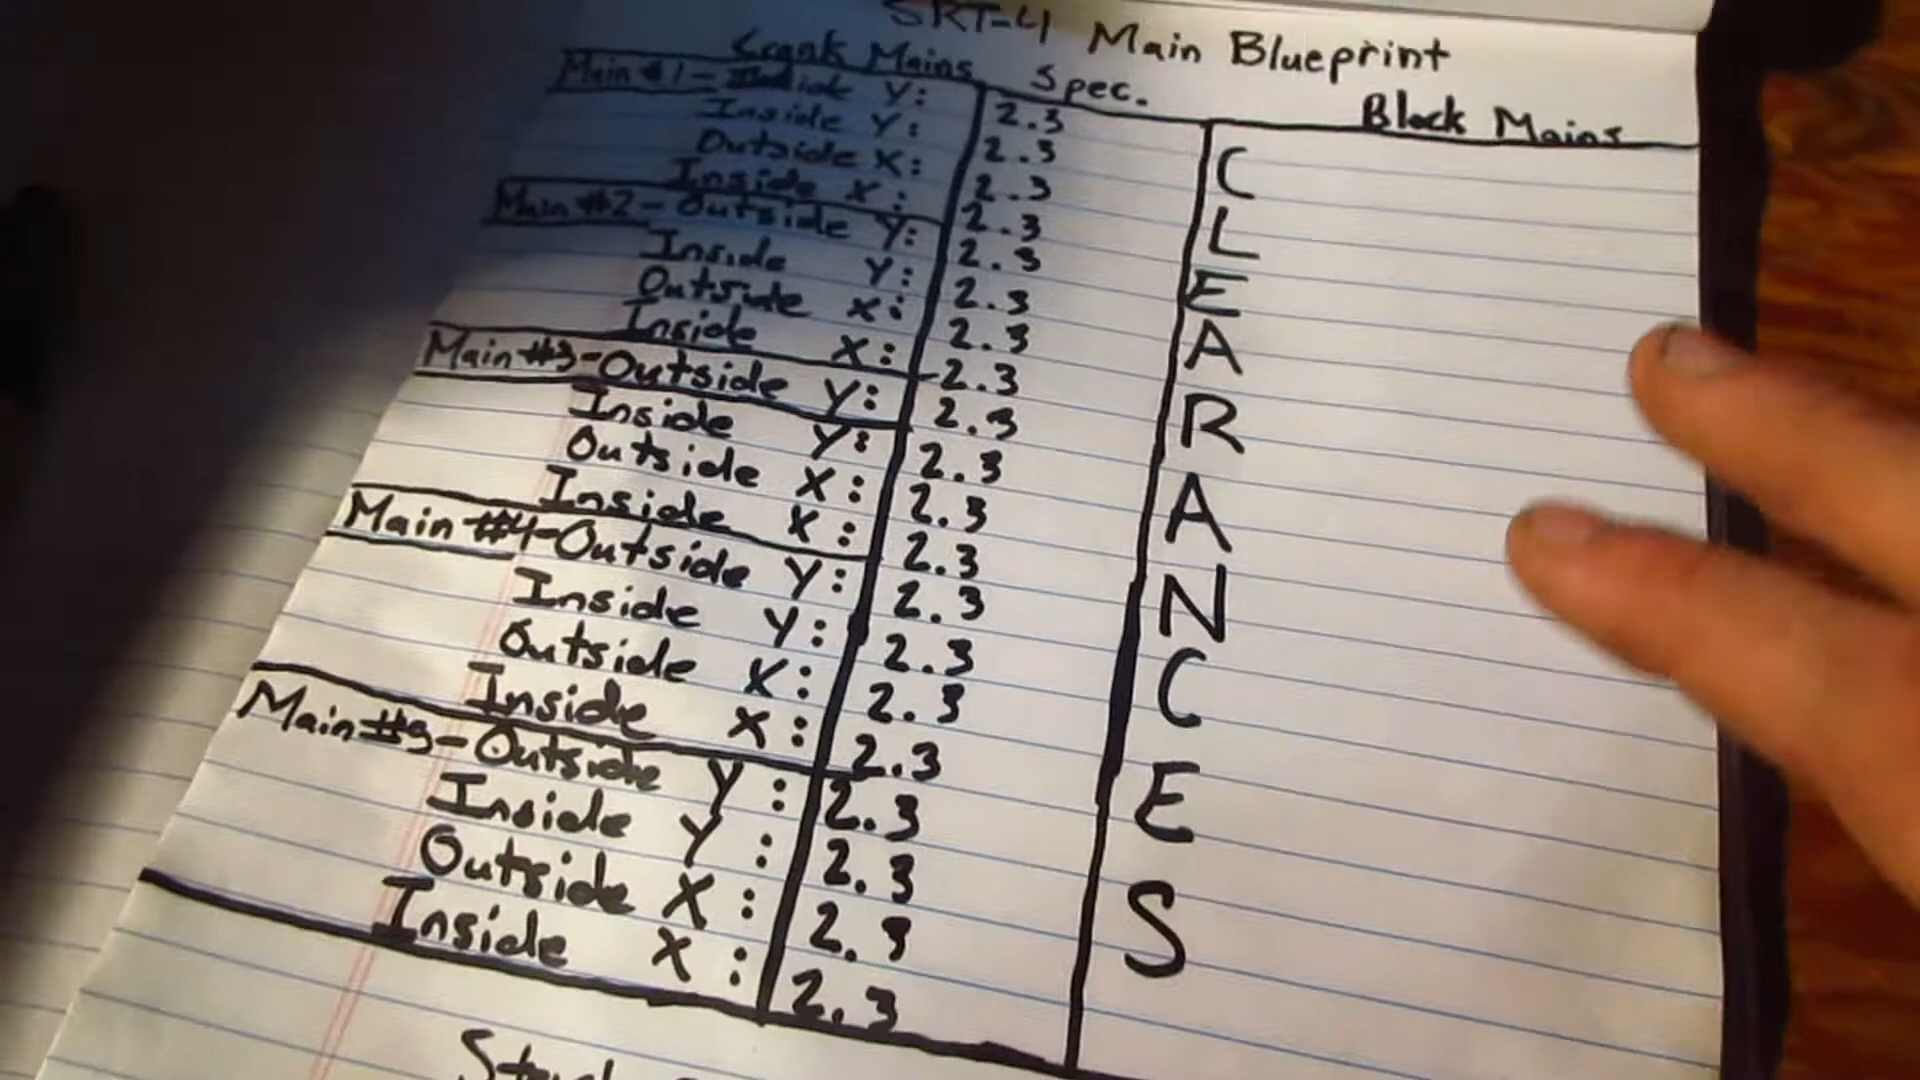 SRT-4 Main Blueprint
Crank Mains Spec. Block Mains
Main #1 - Inside Y: 2.3
Inside Y: 2.3
Outside X: 2.3
Inside X: 2.3
Main #2 - Outside Y: 2.3
Inside Y: 2.3
Outside X: 2.3
Inside X: 2.3
Main #3 - Outside Y: 2.3
Inside Y: 2.3
Outside X: 2.3
Inside X: 2.3
Main #4 - Outside Y: 2.3
Inside Y: 2.3
Outside X: 2.3
Inside X: 2.3
Main #5 - Outside Y: 2.3
Inside Y: 2.3
Outside X: 2.3
Inside X: 2.3
CLEARANCES